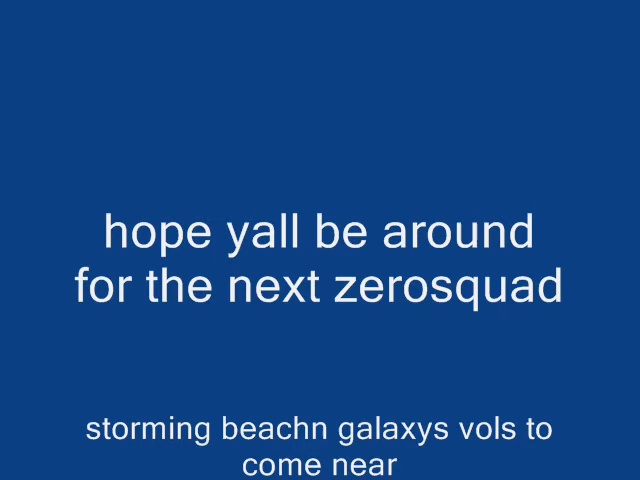 hope yall be around
for the next zerosquad
storming beachn galaxys vols to
come near